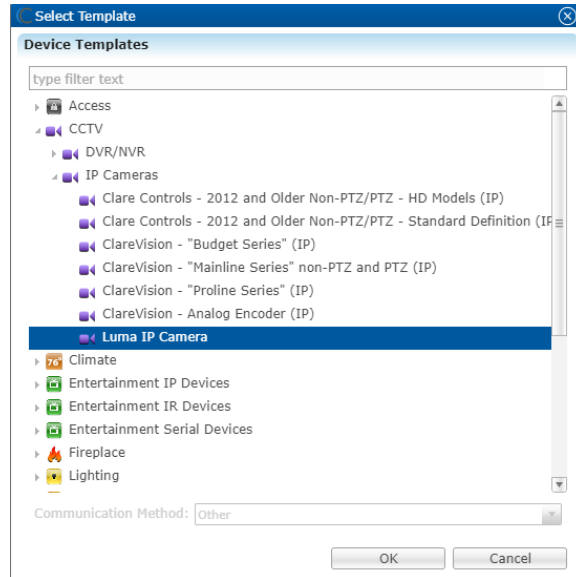 Select Template
Device Templates
type filter text
Access
CCTV
DVR/NVR
IP Cameras
Clare Controls - 2012 and Older Non-PTZ/PTZ - HD Models (IP)
Clare Controls - 2012 and Older Non-PTZ/PTZ - Standard Definition (IP
ClareVision - "Budget Series" (IP)
ClareVision - "Mainline Series" non-PTZ and PTZ (IP)
ClareVision - "Proline Series" (IP)
ClareVision - Analog Encoder (IP)
Luma IP Camera
76° Climate
Entertainment IP Devices
Entertainment IR Devices
Entertainment Serial Devices
Fireplace
Lighting
Communication Method: Other
OK Cancel